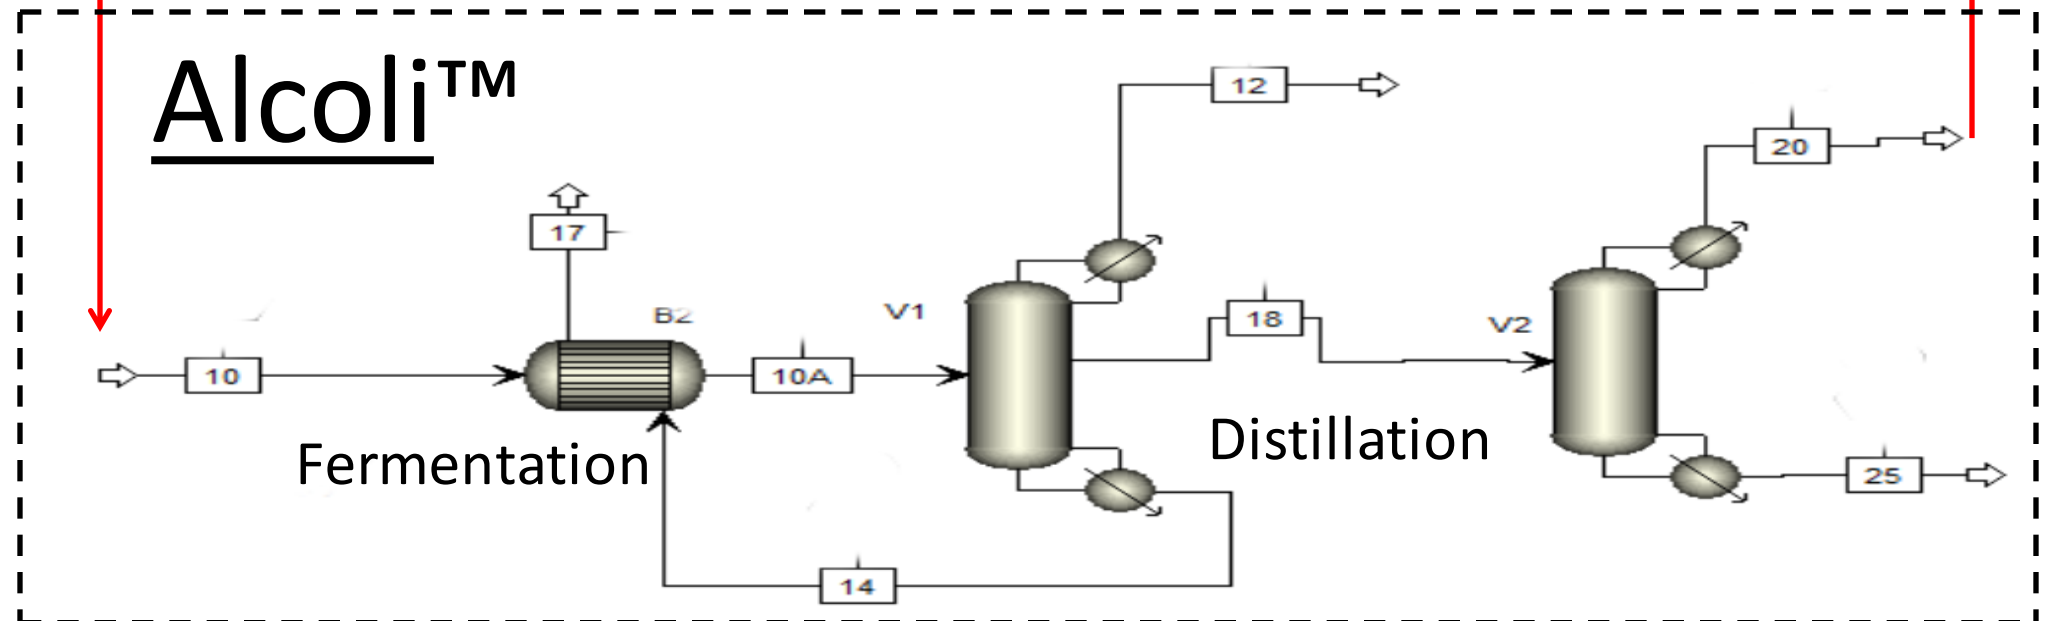 Alcoli™
12
20
17
B2
V1
18
V2
10
10A
Fermentation
Distillation
25
14